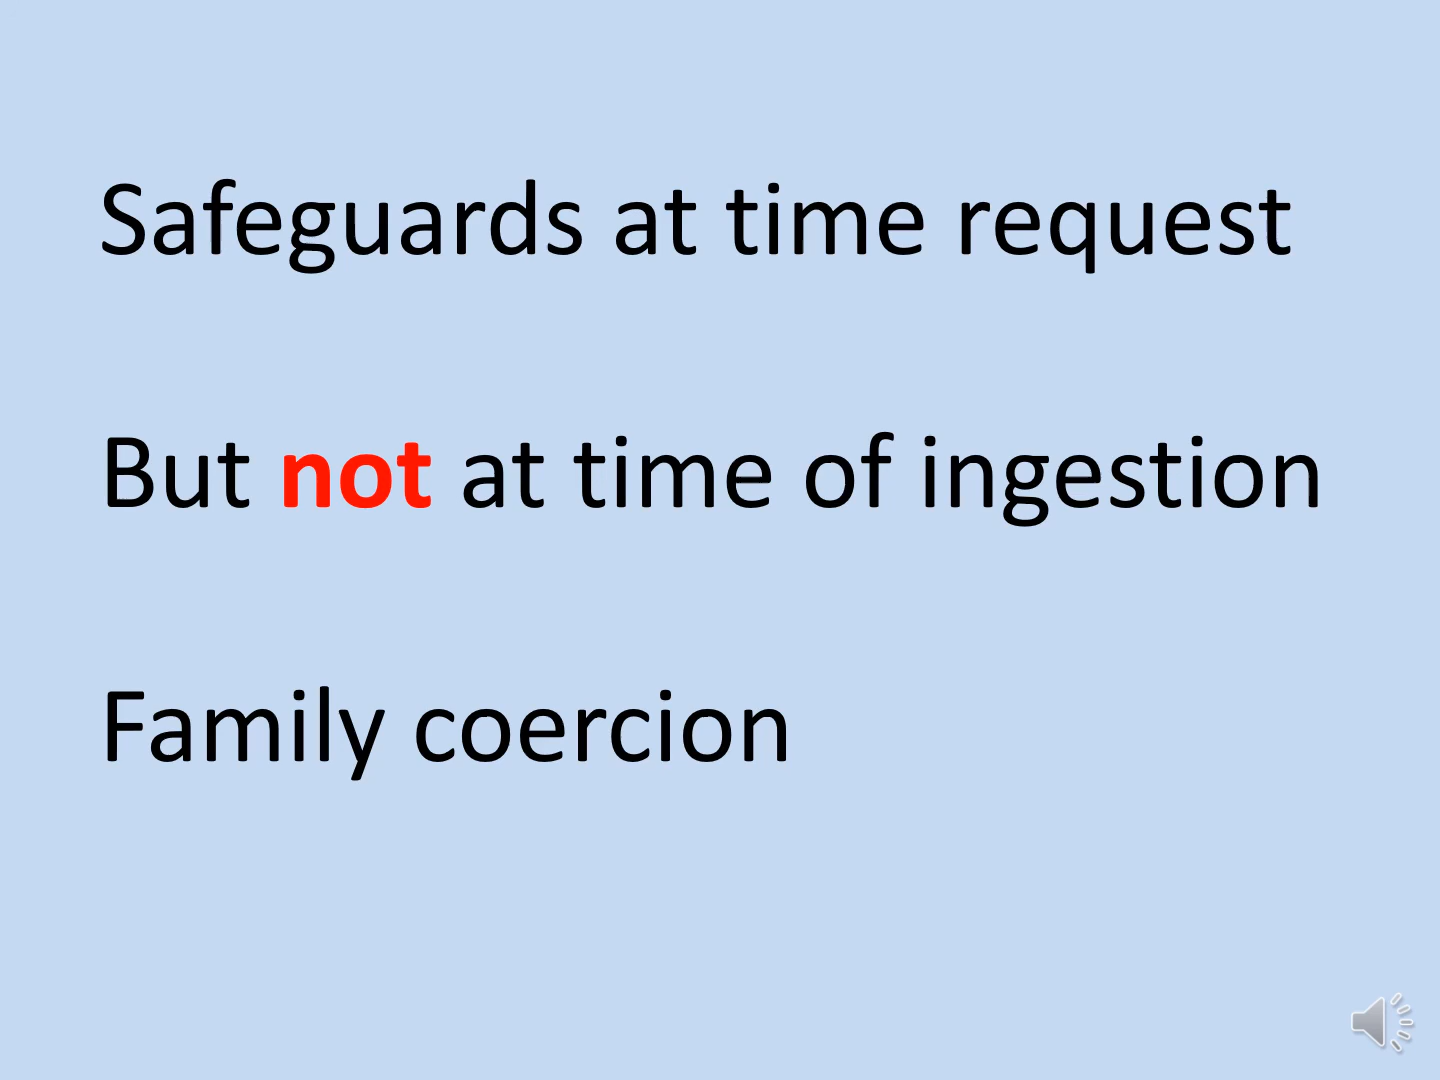 Safeguards at time request
But not at time of ingestion
Family coercion